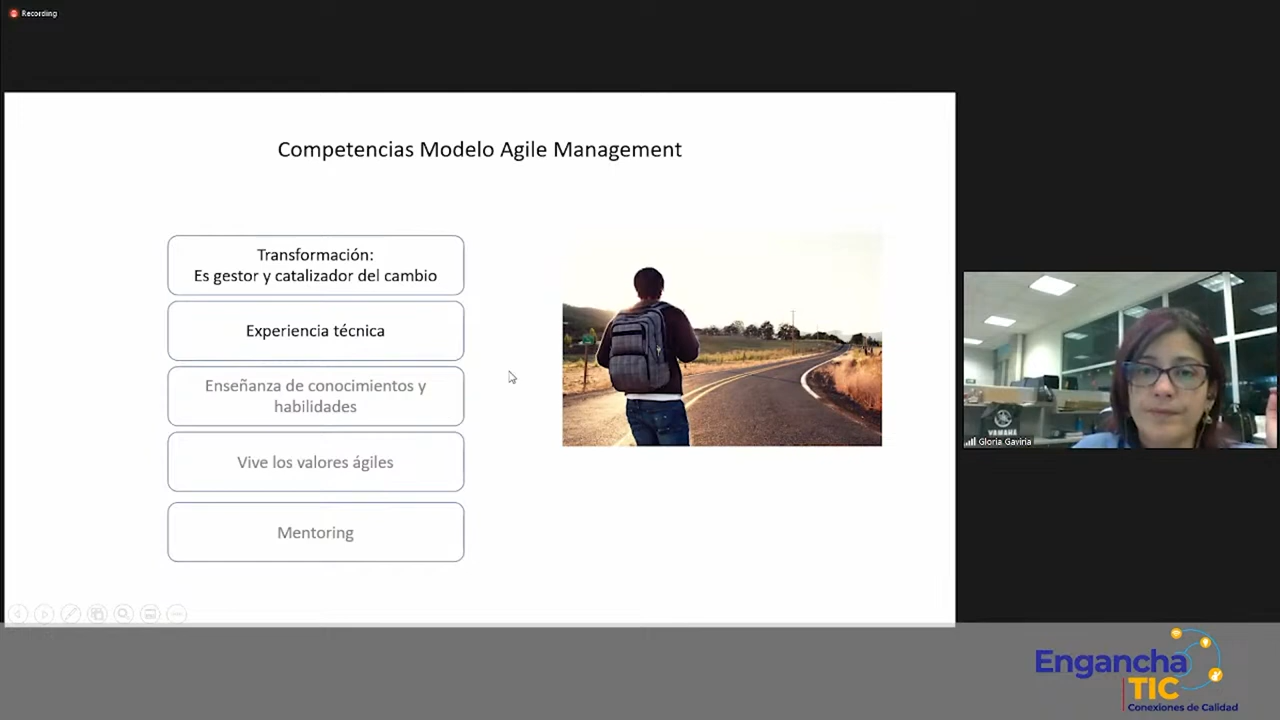 Recording
Competencias Modelo Agile Management
Transformación:
Es gestor y catalizador del cambio
Experiencia técnica
Enseñanza de conocimientos y
habilidades
Vive los valores ágiles
Mentoring
YAMAHA
Gloria Gaviria
Engancha
TIC
Conexiones de Calidad